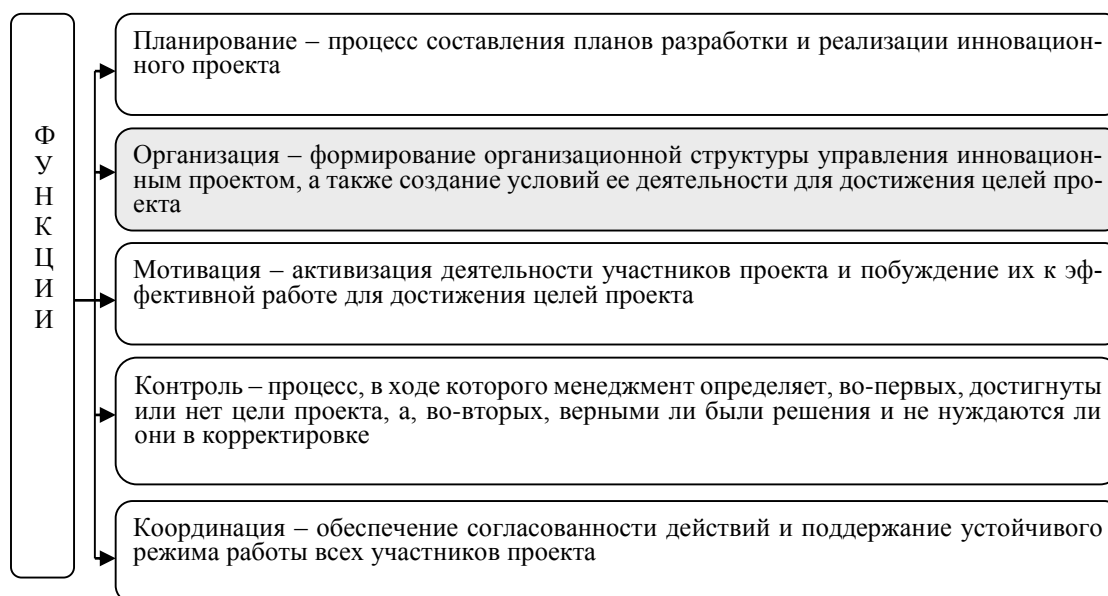 ФУНКЦИИ
Планирование – процесс составления планов разработки и реализации инновацион-
ного проекта
Организация – формирование организационной структуры управления инновацион-
ным проектом, а также создание условий ее деятельности для достижения целей про-
екта
Мотивация – активизация деятельности участников проекта и побуждение их к эф-
фективной работе для достижения целей проекта
Контроль – процесс, в ходе которого менеджмент определяет, во-первых, достигнуты
или нет цели проекта, а, во-вторых, верными ли были решения и не нуждаются ли
они в корректировке
Координация – обеспечение согласованности действий и поддержание устойчивого
режима работы всех участников проекта